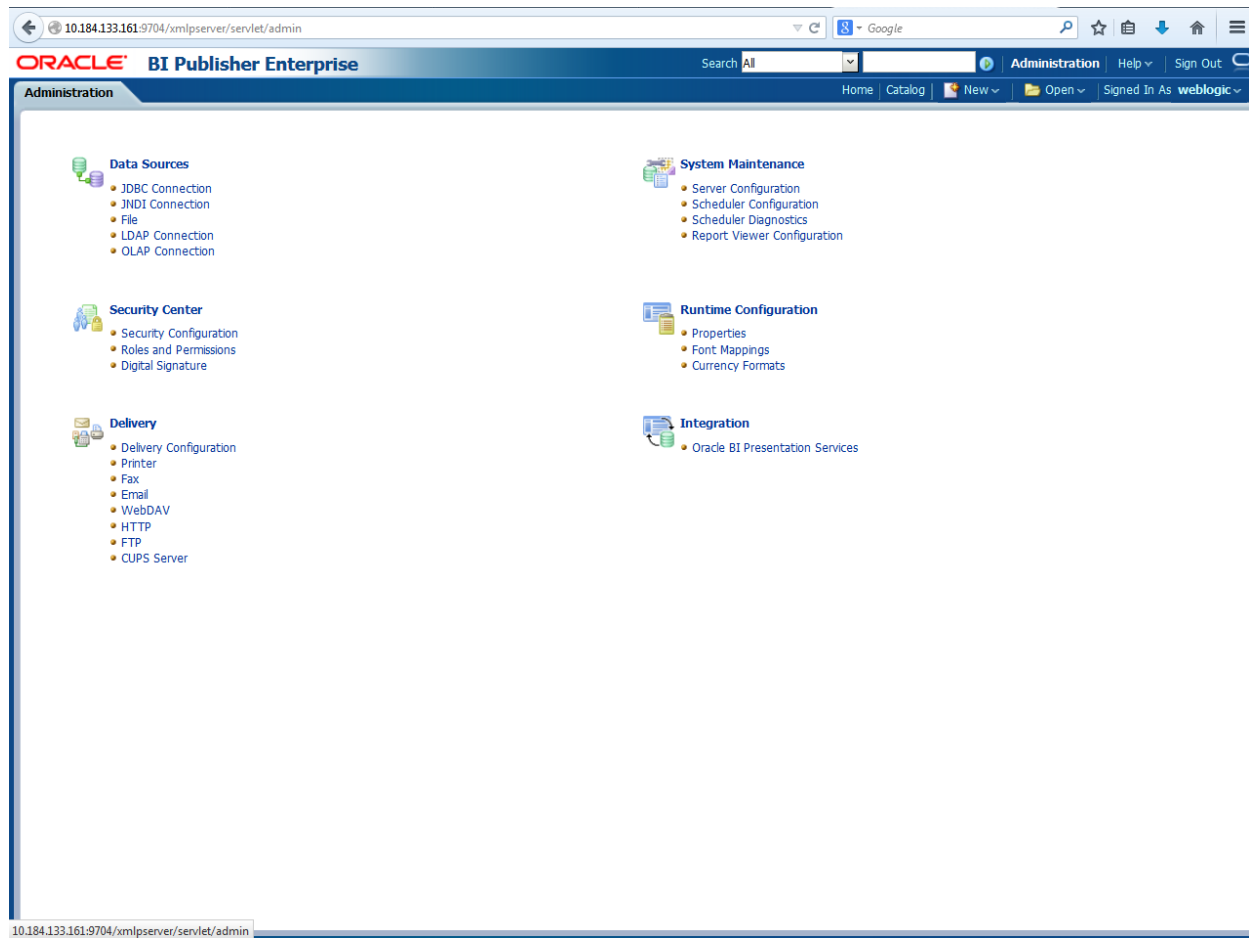 10.184.133.161:9704/xmlpserver/servlet/admin
Google
ORACLE BI Publisher Enterprise
Search All
Administration Help Sign Out
Administration
Home Catalog New Open Signed In As weblogic
Data Sources
JDBC Connection
JNDI Connection
File
LDAP Connection
OLAP Connection
System Maintenance
Server Configuration
Scheduler Configuration
Scheduler Diagnostics
Report Viewer Configuration
Security Center
Security Configuration
Roles and Permissions
Digital Signature
Runtime Configuration
Properties
Font Mappings
Currency Formats
Delivery
Delivery Configuration
Printer
Fax
Email
WebDAV
HTTP
FTP
CUPS Server
Integration
Oracle BI Presentation Services
10.184.133.161:9704/xmlpserver/servlet/admin